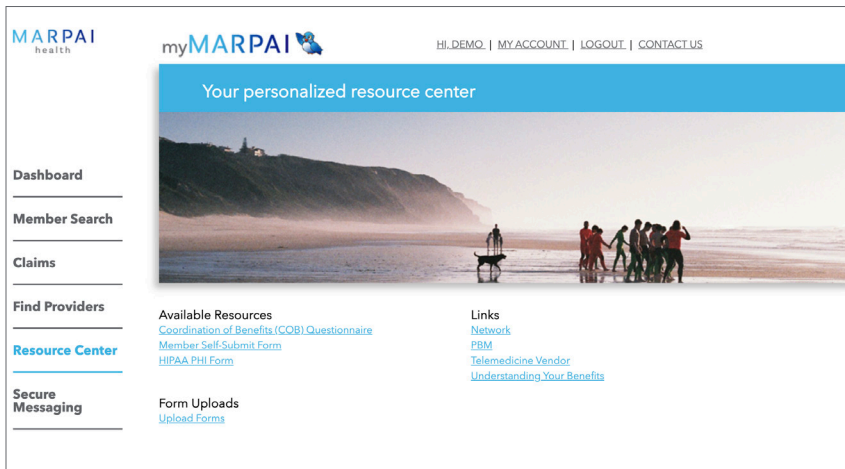 MARPAI
health
myMARPAI
HI, DEMO | MY ACCOUNT | LOGOUT | CONTACT US
Your personalized resource center
Dashboard
Member Search
Claims
Find Providers
Resource Center
Secure
Messaging
Available Resources
Coordination of Benefits (COB) Questionnaire
Member Self-Submit Form
HIPAA PHI Form
Form Uploads
Upload Forms
Links
Network
PBM
Telemedicine Vendor
Understanding Your Benefits